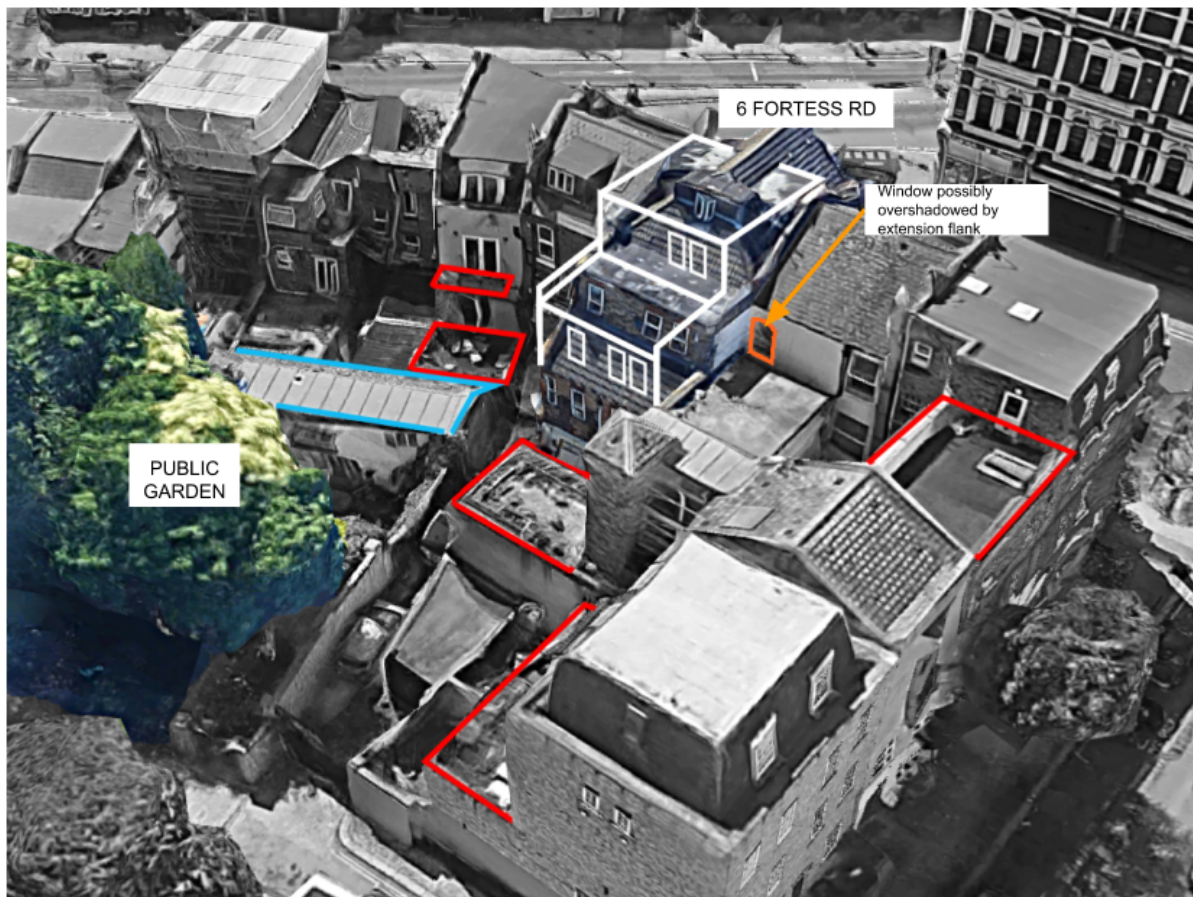 6 FORTESS RD
Window possibly
overshadowed by
extension flank
PUBLIC
GARDEN